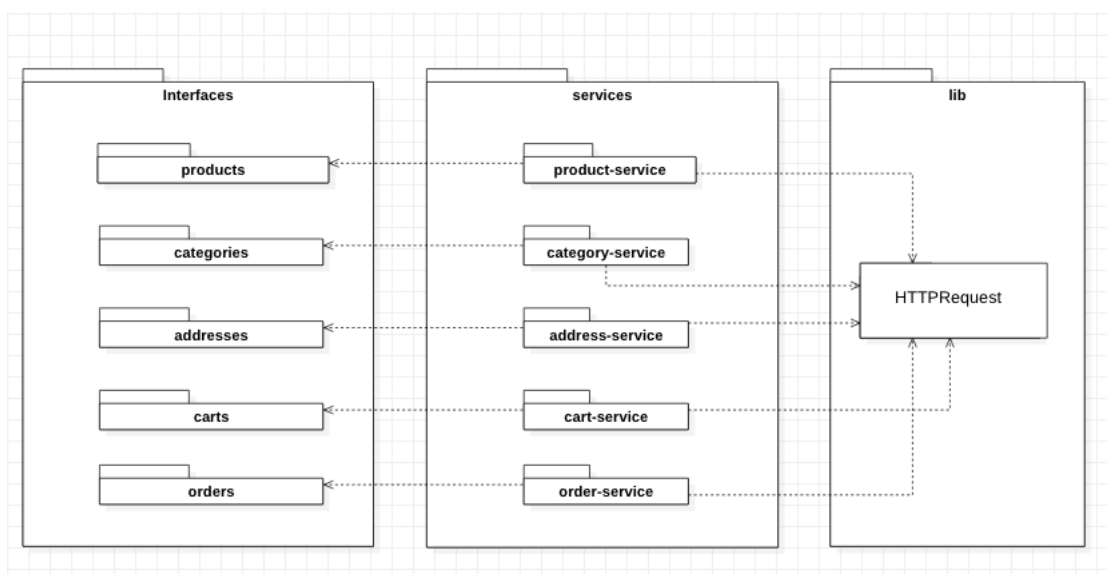 Interfaces
services
lib
products
product-service
categories
category-service
HTTPRequest
addresses
address-service
carts
cart-service
orders
order-service